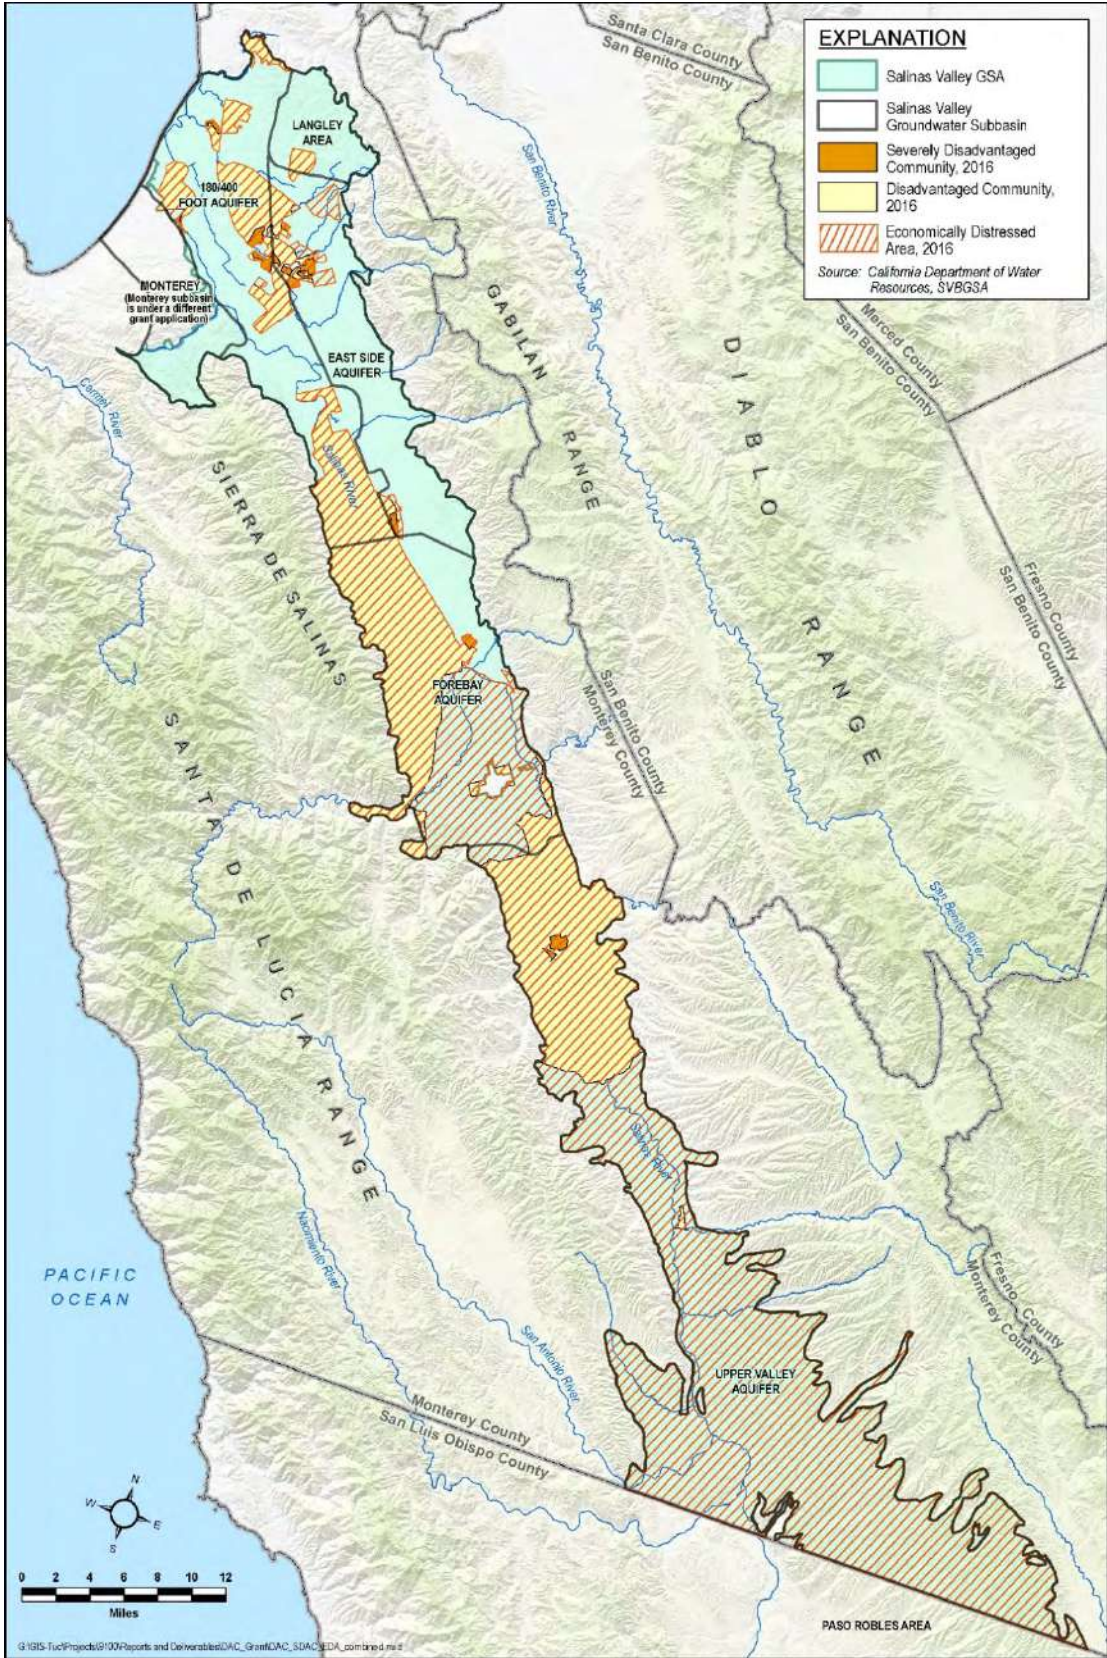 EXPLANATION
Salinas Valley GSA
Salinas Valley
Groundwater Subbasin
Severely Disadvantaged
Community, 2016
Disadvantaged Community,
2016
Economically Distressed
Area, 2016
Source: California Department of Water
Resources, SVBGSA
Santa Clara County
San Benito County
LANGLEY
AREA
San Benito River
180/400
FOOT AQUIFER
MONTEREY
(Monterey subbasin
is under a different
grant application)
GABILAN
RANGE
Merced County
San Benito County
DIABLO
RANGE
EAST SIDE
AQUIFER
Carmel River
SIERRA DE SALINAS
Salinas River
Fresno County
San Benito County
FOREBAY
AQUIFER
San Benito County
Monterey County
SANTA DE LUCIA RANGE
San Benito River
Salinas River
Nacimiento River
PACIFIC
OCEAN
Fresno County
Monterey County
San Antonio River
UPPER VALLEY
AQUIFER
Monterey County
San Luis Obispo County
N
W
E
S
0 2 4 6 8 10 12
Miles
PASO ROBLES AREA